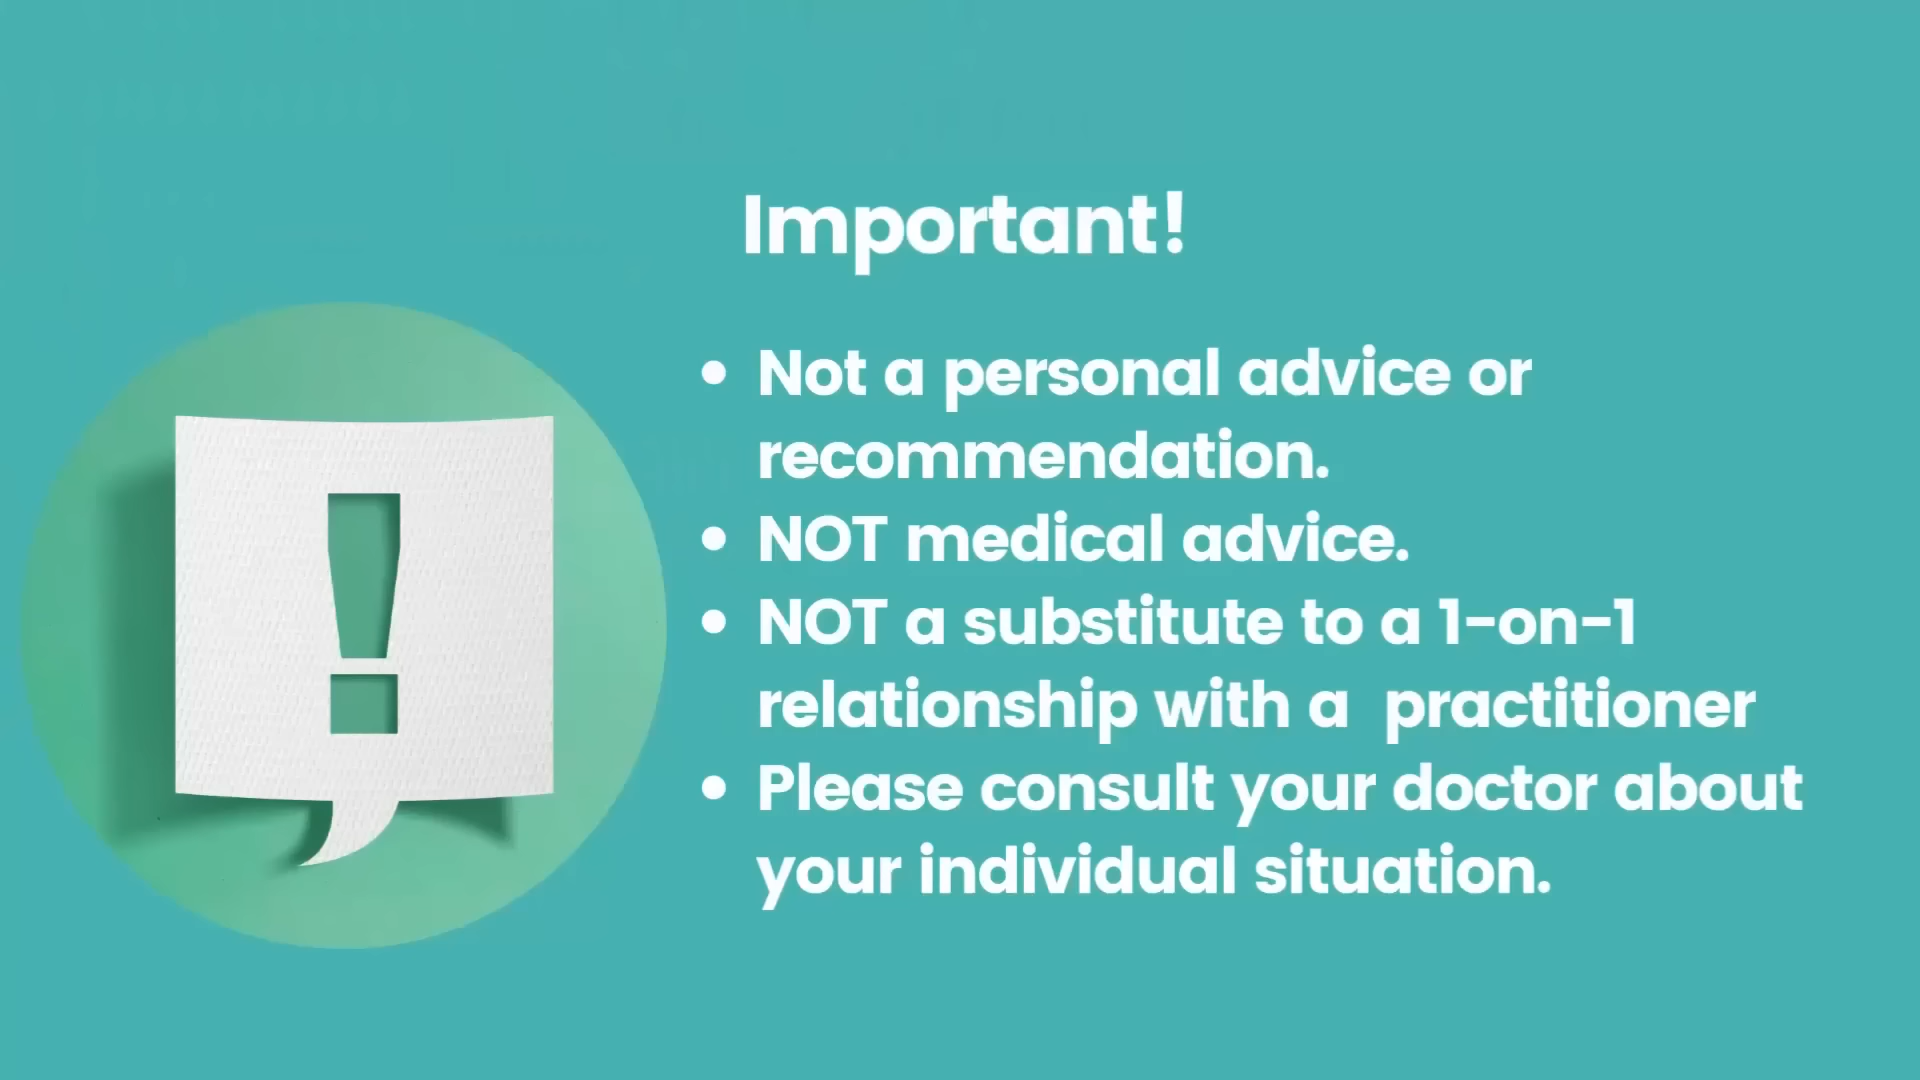 Important!
• Not a personal advice or
recommendation.
• NOT medical advice.
• NOT a substitute to a 1-on-1
relationship with a  practitioner
• Please consult your doctor about
your individual situation.